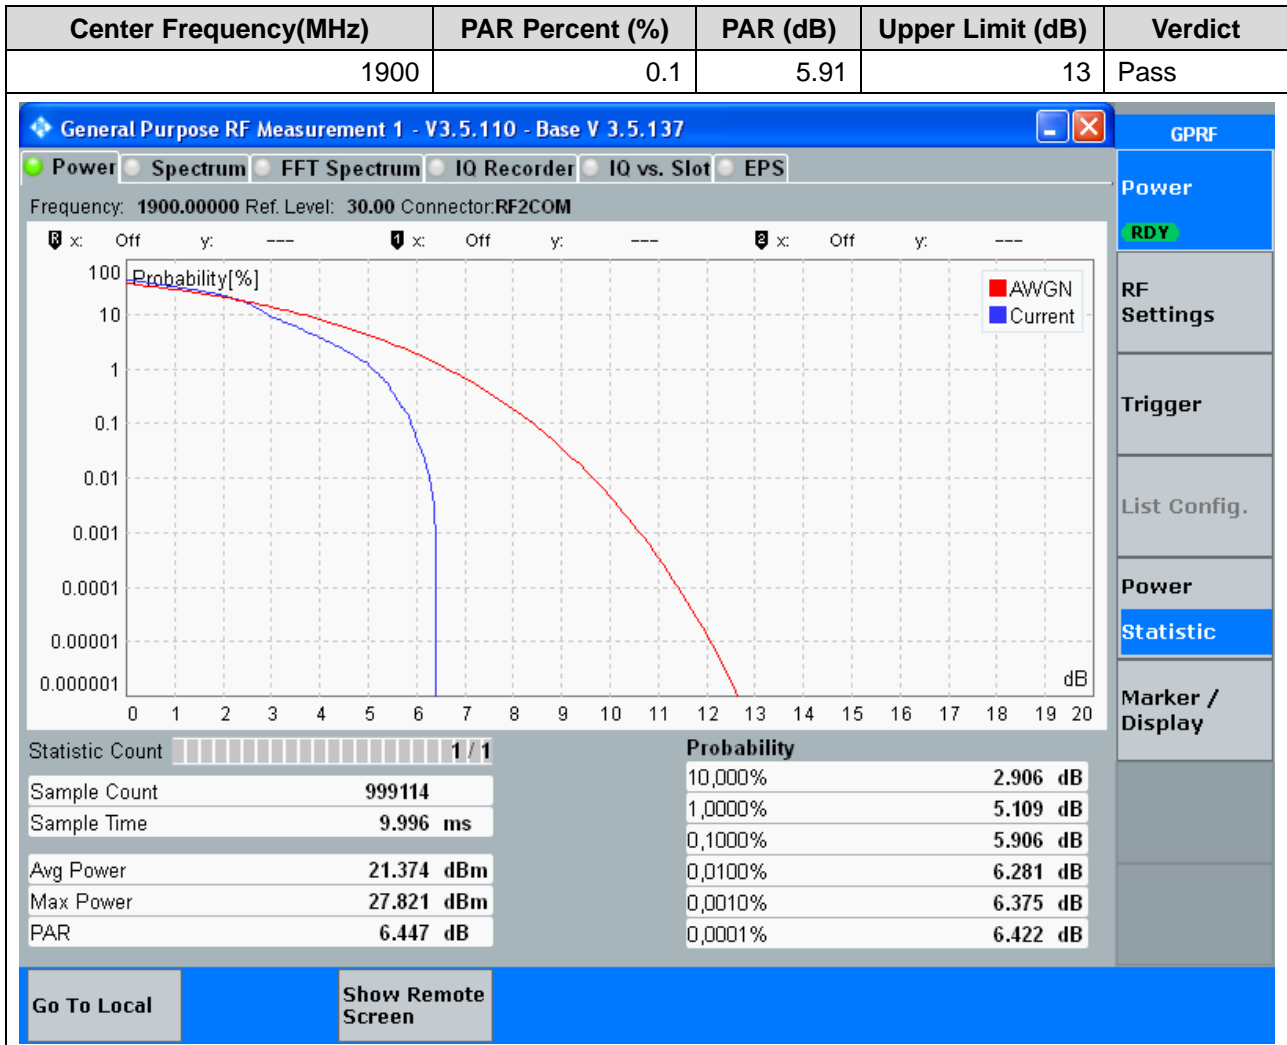 Center Frequency(MHz) PAR Percent (%) PAR (dB) Upper Limit (dB) Verdict
1900 0.1 5.91 13 Pass
General Purpose RF Measurement 1 - V3.5.110 - Base V 3.5.137
GPRF
Power Spectrum FFT Spectrum IQ Recorder IQ vs. Slot EPS
Frequency: 1900.00000 Ref. Level: 30.00 Connector:RF2COM
R x: Off y: --- 1 x: Off y: --- 2 x: Off y: ---
Probability[%]
100
10
1
0.1
0.01
0.001
0.0001
0.00001
0.000001
AWGN
Current
dB
0 1 2 3 4 5 6 7 8 9 10 11 12 13 14 15 16 17 18 19 20
Statistic Count 1 / 1
Sample Count 999114
Sample Time 9.996 ms
Avg Power 21.374 dBm
Max Power 27.821 dBm
PAR 6.447 dB
Probability
10,000% 2.906 dB
1,0000% 5.109 dB
0,1000% 5.906 dB
0,0100% 6.281 dB
0,0010% 6.375 dB
0,0001% 6.422 dB
Power
RDY
RF
Settings
Trigger
List Config.
Power
Statistic
Marker /
Display
Go To Local
Show Remote
Screen